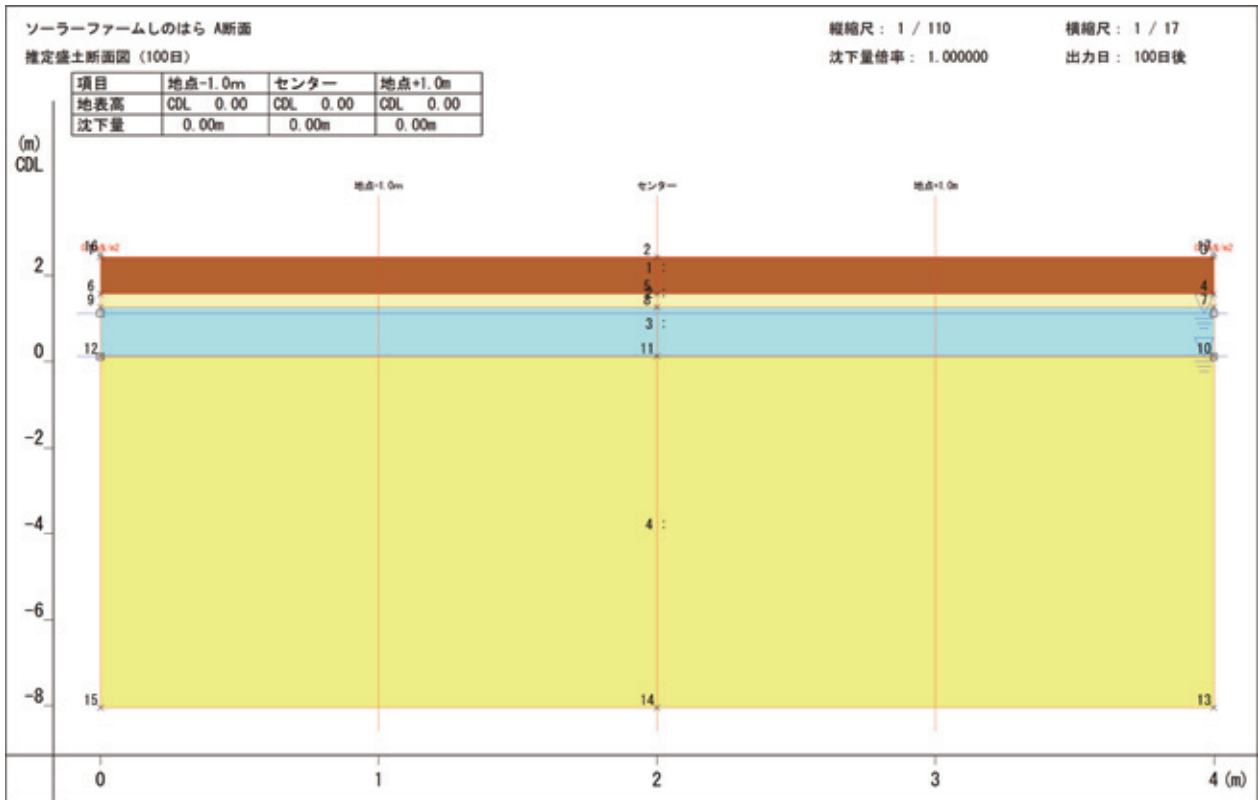 ソーラーファームしのはら A断面
縦縮尺: 1 / 110 横縮尺: 1 / 17
推定盛土断面図 (100日)
沈下量倍率: 1.000000 出力日: 100日後
項目 地点-1.0m センター 地点+1.0m
地表高 CDL 0.00 CDL 0.00 CDL 0.00
沈下量 0.00m 0.00m 0.00m
(m)
CDL
地点-1.0m センター 地点+1.0m
16 2 17
2 1 :
6 5 4
9 8 7
3 :
0 12 11 10
-2
-4 4 :
-6
-8 15 14 13
0 1 2 3 4 (m)